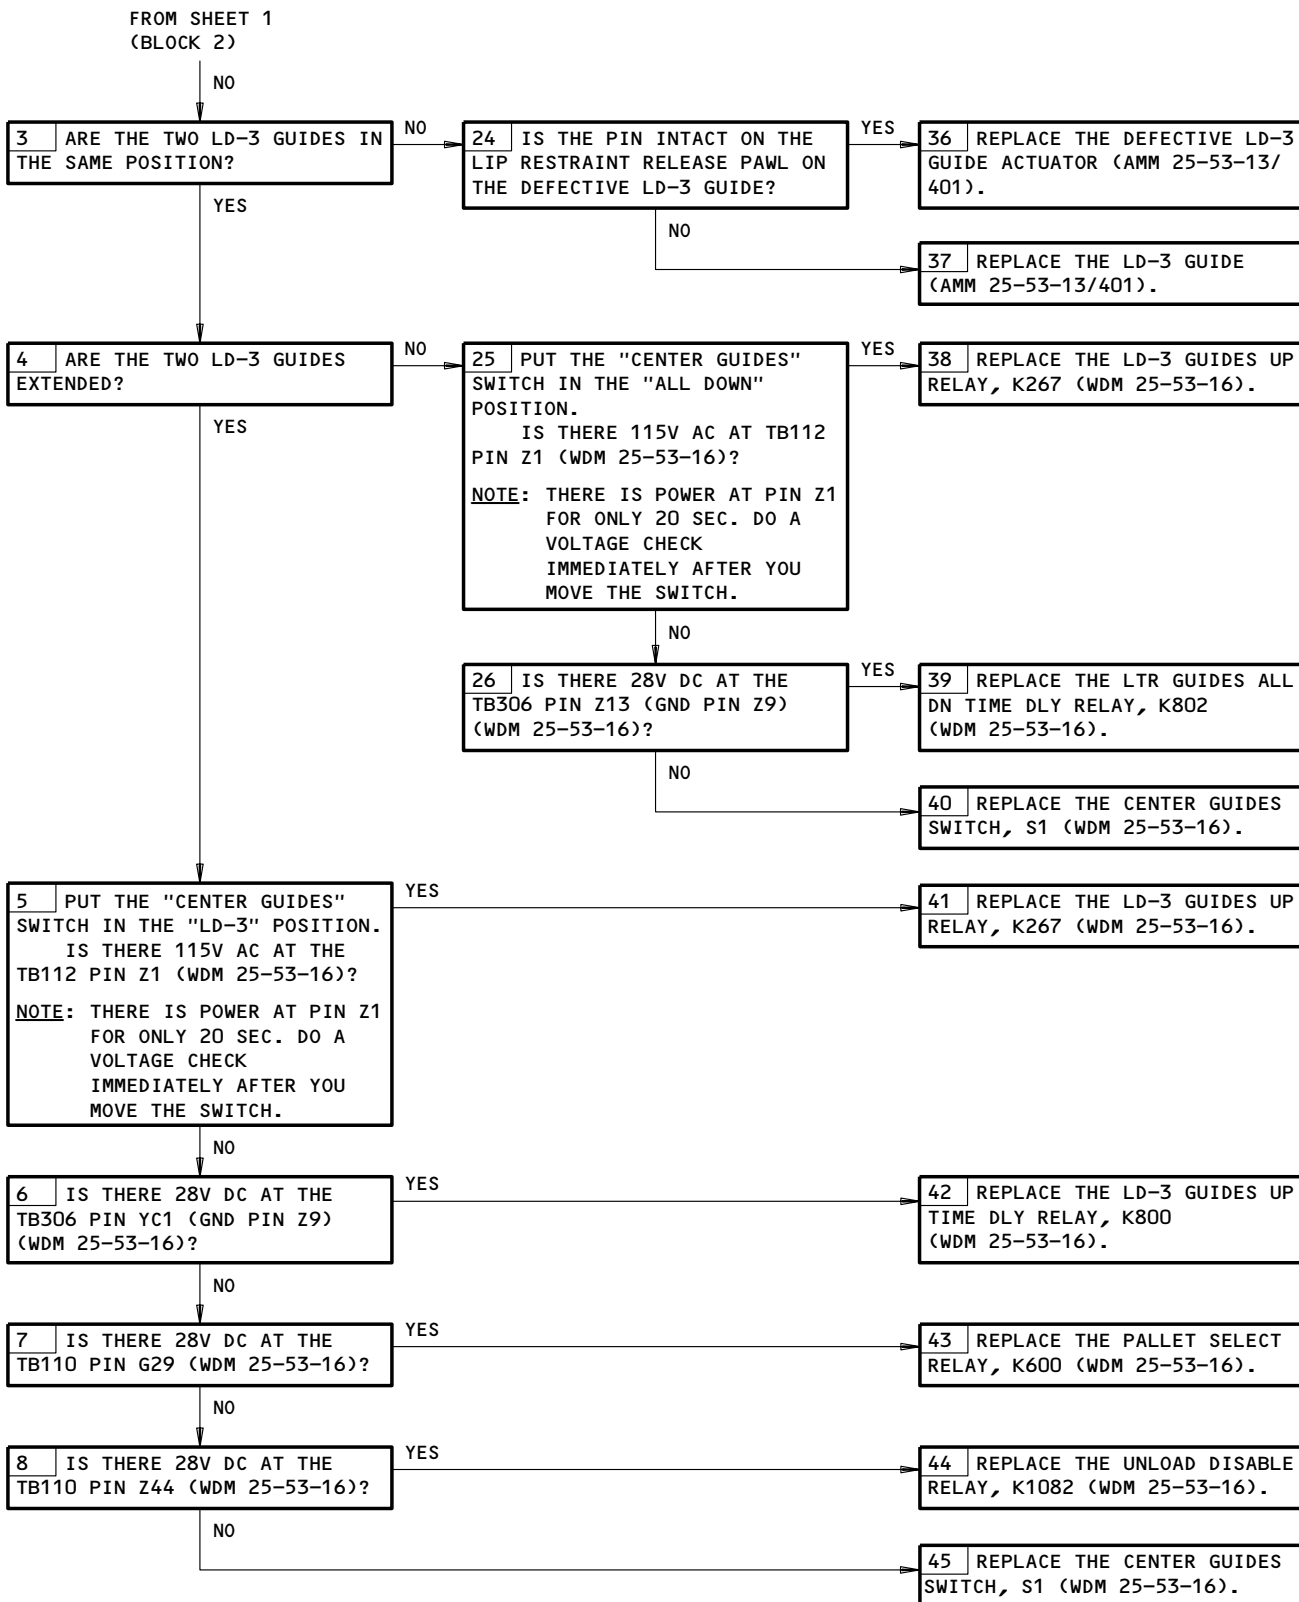 FROM SHEET 1
(BLOCK 2)
NO
3 ARE THE TWO LD-3 GUIDES IN
THE SAME POSITION?
NO
YES
24 IS THE PIN INTACT ON THE
LIP RESTRAINT RELEASE PAWL ON
THE DEFECTIVE LD-3 GUIDE?
YES
NO
36 REPLACE THE DEFECTIVE LD-3
GUIDE ACTUATOR (AMM 25-53-13/
401).
37 REPLACE THE LD-3 GUIDE
(AMM 25-53-13/401).
4 ARE THE TWO LD-3 GUIDES
EXTENDED?
NO
YES
25 PUT THE "CENTER GUIDES"
SWITCH IN THE "ALL DOWN"
POSITION.
IS THERE 115V AC AT TB112
PIN Z1 (WDM 25-53-16)?
NOTE: THERE IS POWER AT PIN Z1
FOR ONLY 20 SEC. DO A
VOLTAGE CHECK
IMMEDIATELY AFTER YOU
MOVE THE SWITCH.
YES
NO
38 REPLACE THE LD-3 GUIDES UP
RELAY, K267 (WDM 25-53-16).
26 IS THERE 28V DC AT THE
TB306 PIN Z13 (GND PIN Z9)
(WDM 25-53-16)?
YES
NO
39 REPLACE THE LTR GUIDES ALL
DN TIME DLY RELAY, K802
(WDM 25-53-16).
40 REPLACE THE CENTER GUIDES
SWITCH, S1 (WDM 25-53-16).
5 PUT THE "CENTER GUIDES"
SWITCH IN THE "LD-3" POSITION.
IS THERE 115V AC AT THE
TB112 PIN Z1 (WDM 25-53-16)?
NOTE: THERE IS POWER AT PIN Z1
FOR ONLY 20 SEC. DO A
VOLTAGE CHECK
IMMEDIATELY AFTER YOU
MOVE THE SWITCH.
YES
NO
41 REPLACE THE LD-3 GUIDES UP
RELAY, K267 (WDM 25-53-16).
6 IS THERE 28V DC AT THE
TB306 PIN YC1 (GND PIN Z9)
(WDM 25-53-16)?
YES
NO
42 REPLACE THE LD-3 GUIDES UP
TIME DLY RELAY, K800
(WDM 25-53-16).
7 IS THERE 28V DC AT THE
TB110 PIN G29 (WDM 25-53-16)?
YES
NO
43 REPLACE THE PALLET SELECT
RELAY, K600 (WDM 25-53-16).
8 IS THERE 28V DC AT THE
TB110 PIN Z44 (WDM 25-53-16)?
YES
NO
44 REPLACE THE UNLOAD DISABLE
RELAY, K1082 (WDM 25-53-16).
45 REPLACE THE CENTER GUIDES
SWITCH, S1 (WDM 25-53-16).